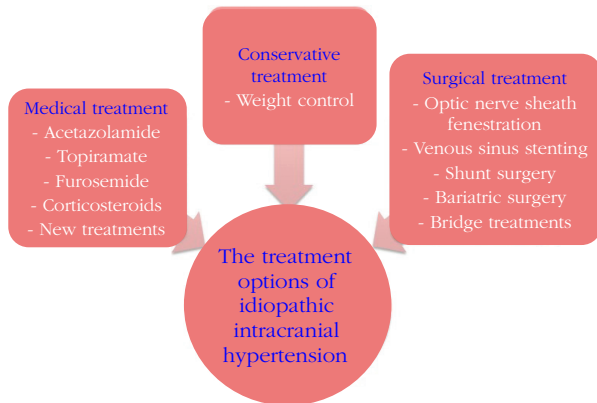 Medical treatment
- Acetazolamide
- Topiramate
- Furosemide
- Corticosteroids
- New treatments
Conservative
treatment
- Weight control
Surgical treatment
- Optic nerve sheath
fenestration
- Venous sinus stenting
- Shunt surgery
- Bariatric surgery
- Bridge treatments
The treatment
options of
idiopathic
intracranial
hypertension